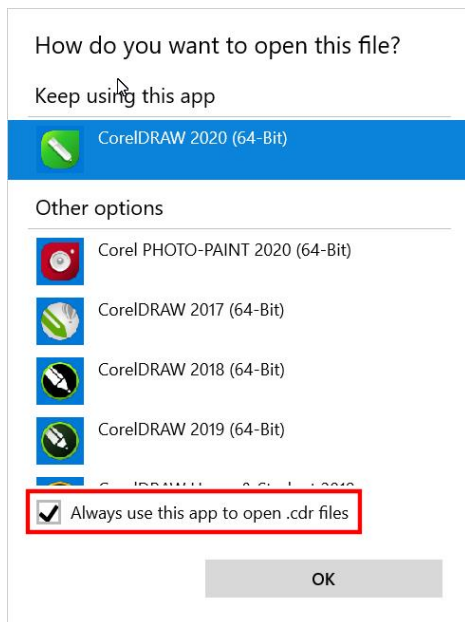 How do you want to open this file?
Keep using this app
CorelDRAW 2020 (64-Bit)
Other options
Corel PHOTO-PAINT 2020 (64-Bit)
CorelDRAW 2017 (64-Bit)
CorelDRAW 2018 (64-Bit)
CorelDRAW 2019 (64-Bit)
Always use this app to open .cdr files
OK